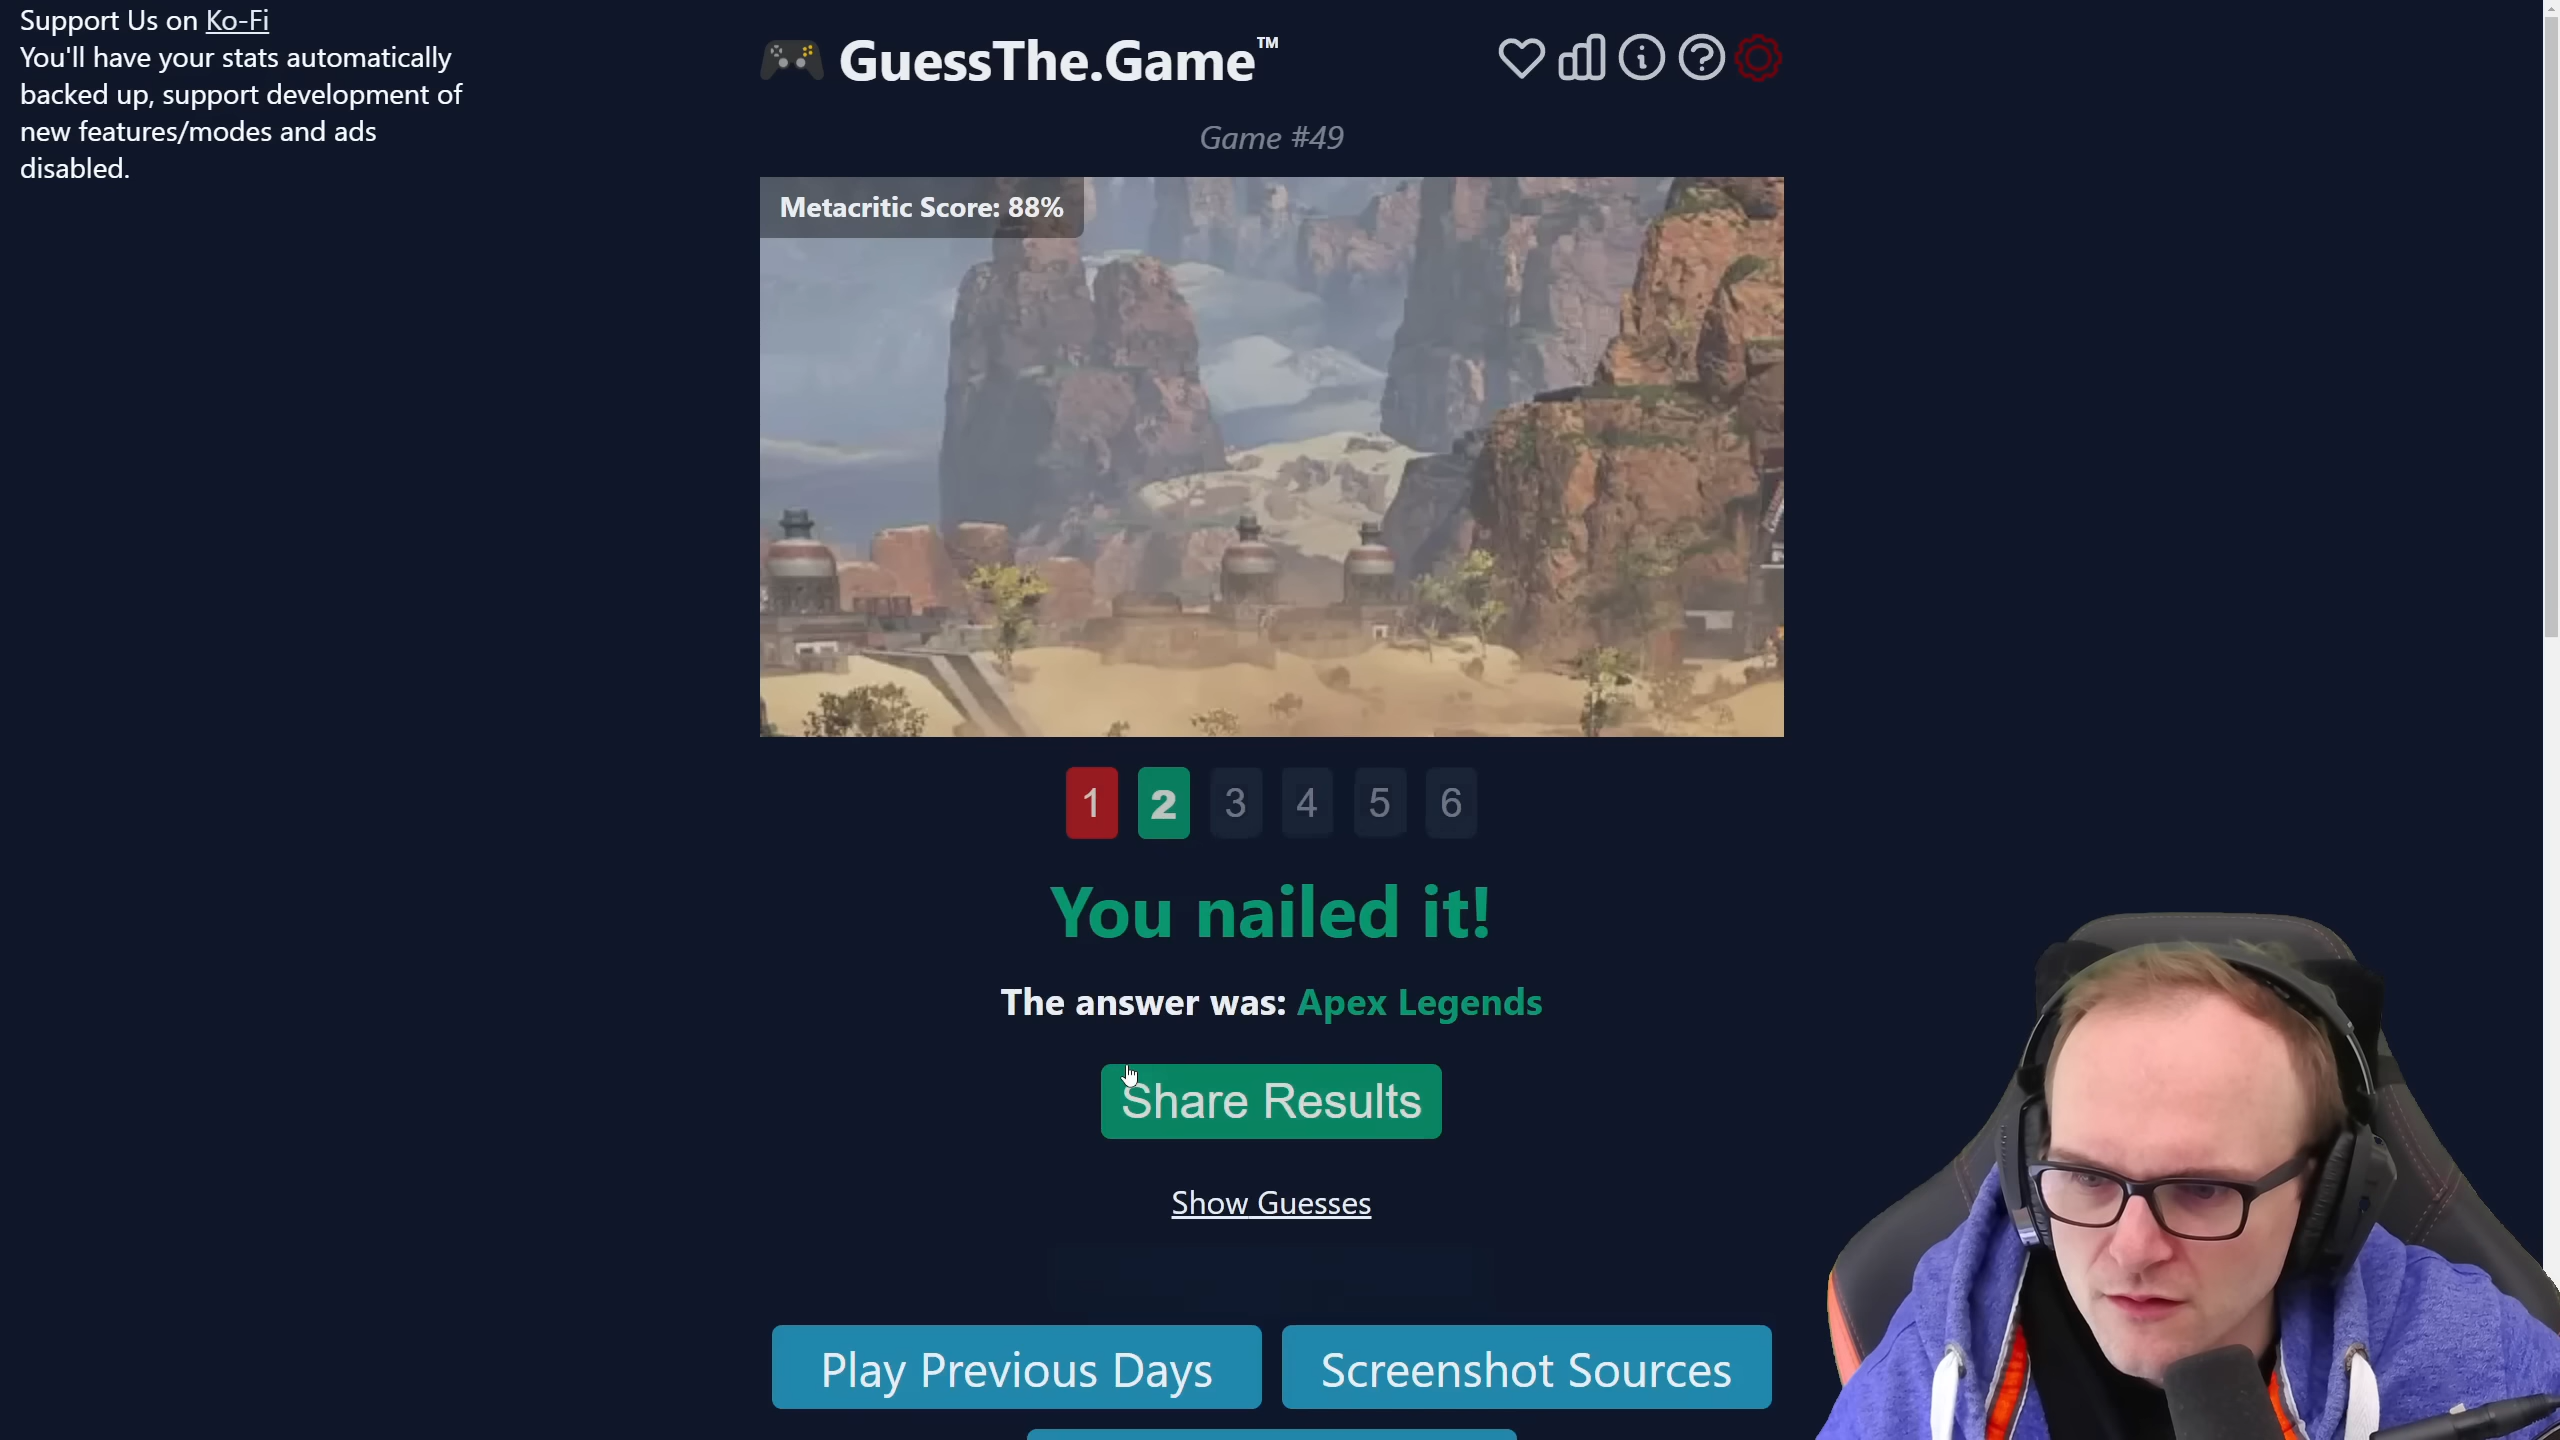 Support Us on Ko-Fi
You'll have your stats automatically
backed up, support development of
new features/modes and ads
disabled.
GuessThe.Game™
Game #49
Metacritic Score: 88%
1 2 3 4 5 6
You nailed it!
The answer was: Apex Legends
Share Results
Show Guesses
Play Previous Days
Screenshot Sources